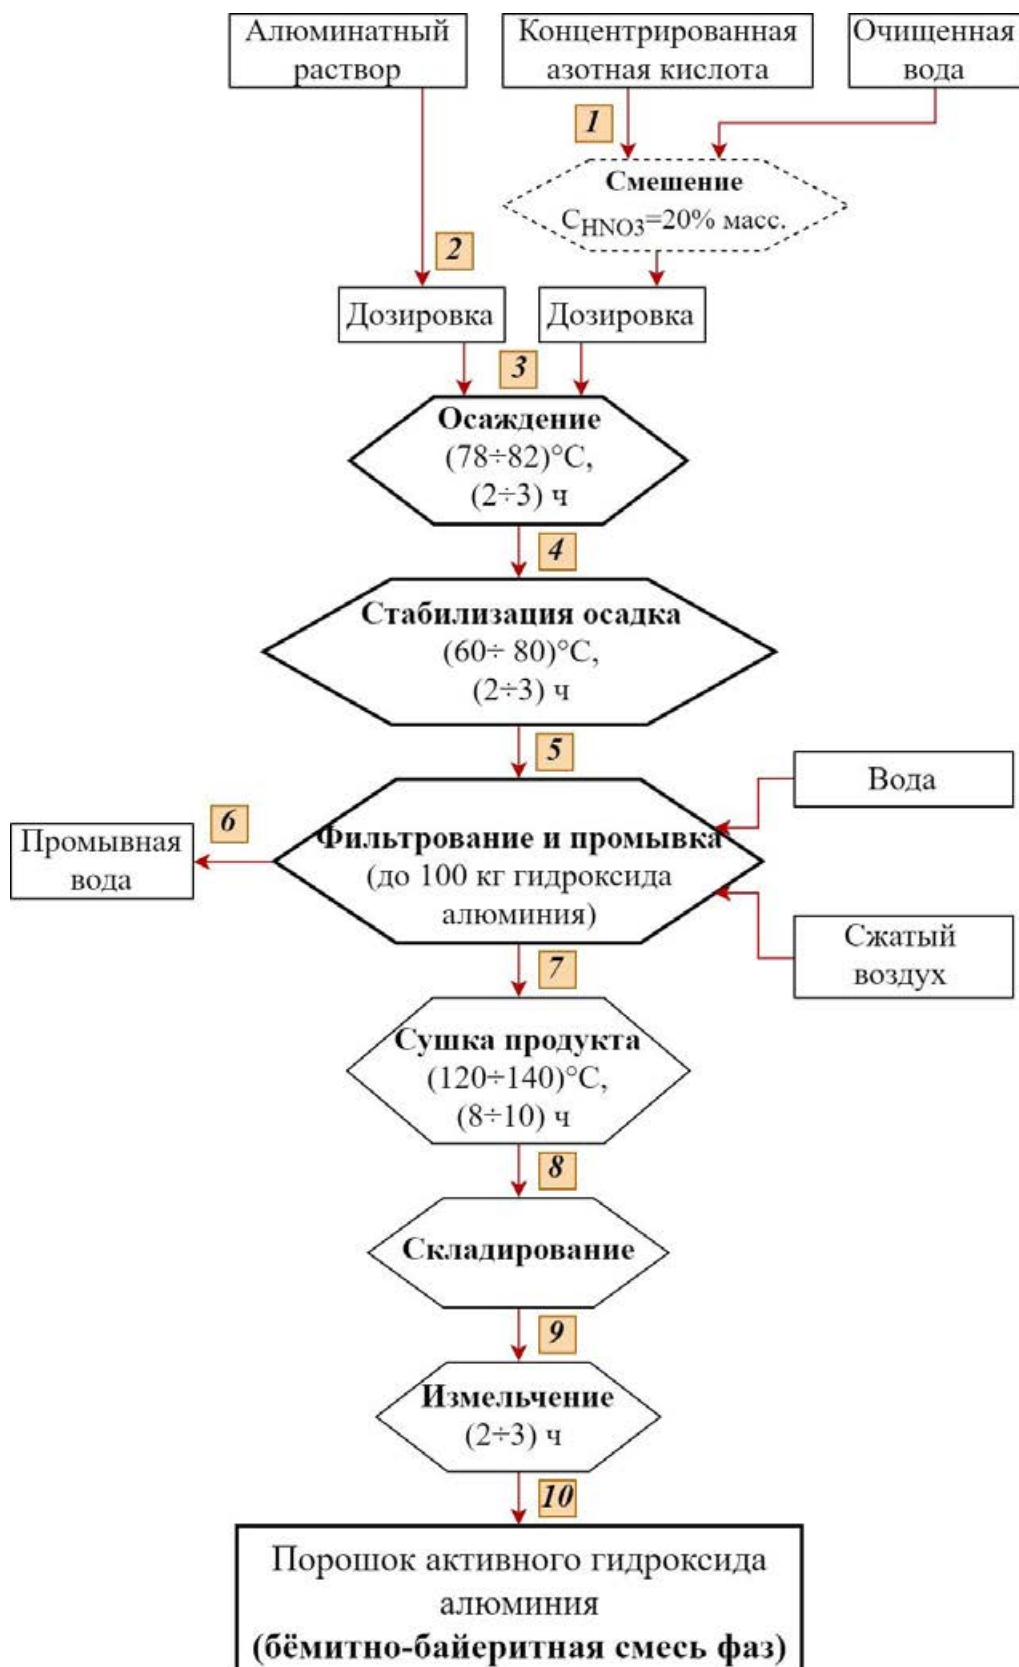 Алюминатный
раствор
Концентрированная
азотная кислота
Очищенная
вода
1
Смешение
C_HNO3=20% масс.
2
Дозировка
Дозировка
3
Осаждение
(78÷82)°C,
(2÷3) ч
4
Стабилизация осадка
(60÷ 80)°C,
(2÷3) ч
5
Вода
6
Промывная
вода
Фильтрование и промывка
(до 100 кг гидроксида
алюминия)
Сжатый
воздух
7
Сушка продукта
(120÷140)°C,
(8÷10) ч
8
Складирование
9
Измельчение
(2÷3) ч
10
Порошок активного гидроксида
алюминия
(бёмитно-байеритная смесь фаз)